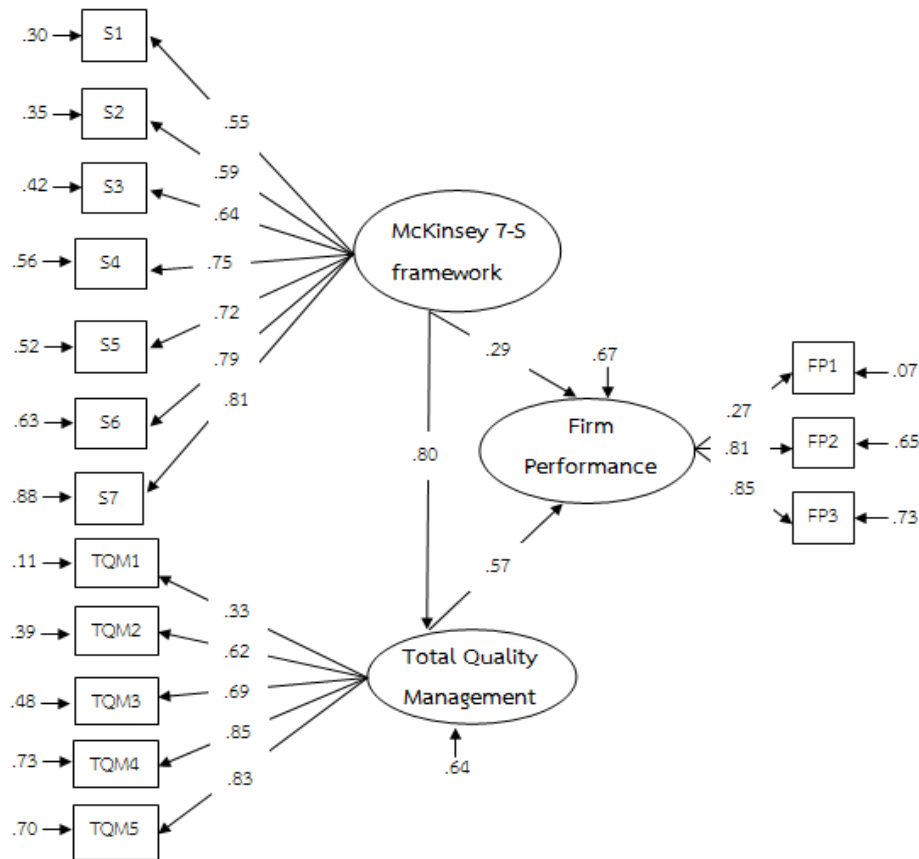 .30 S1
.55
.35 S2
.59
.42 S3
.64
McKinsey 7-S
framework
.56 S4
.75
.72
.52 S5
.79
.29
.67
.81
.63 S6
FP1 .07
.27
Firm
Performance
.80
.81
FP2 .65
.88 S7
.85
FP3 .73
.11 TQM1
.57
.33
.39 TQM2
.62
Total Quality
Management
.48 TQM3
.69
.85
.73 TQM4
.83
.64
.70 TQM5